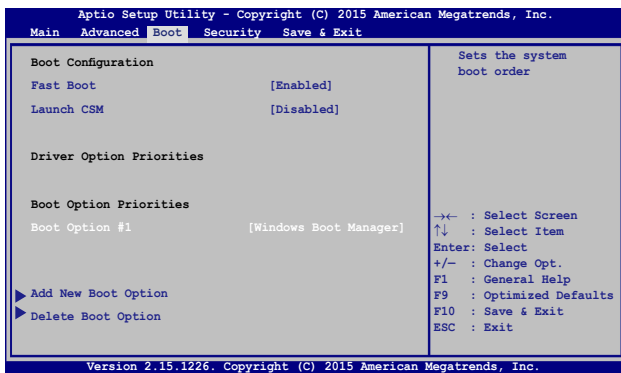 Aptio Setup Utility - Copyright (C) 2015 American Megatrends, Inc.
Main Advanced Boot Security Save & Exit
Boot Configuration
Fast Boot [Enabled]
Launch CSM [Disabled]
Driver Option Priorities
Boot Option Priorities
Boot Option #1 [Windows Boot Manager]
Add New Boot Option
Delete Boot Option
Sets the system
boot order
→← : Select Screen
↑↓ : Select Item
Enter: Select
+/— : Change Opt.
F1 : General Help
F9 : Optimized Defaults
F10 : Save & Exit
ESC : Exit
Version 2.15.1226. Copyright (C) 2015 American Megatrends, Inc.